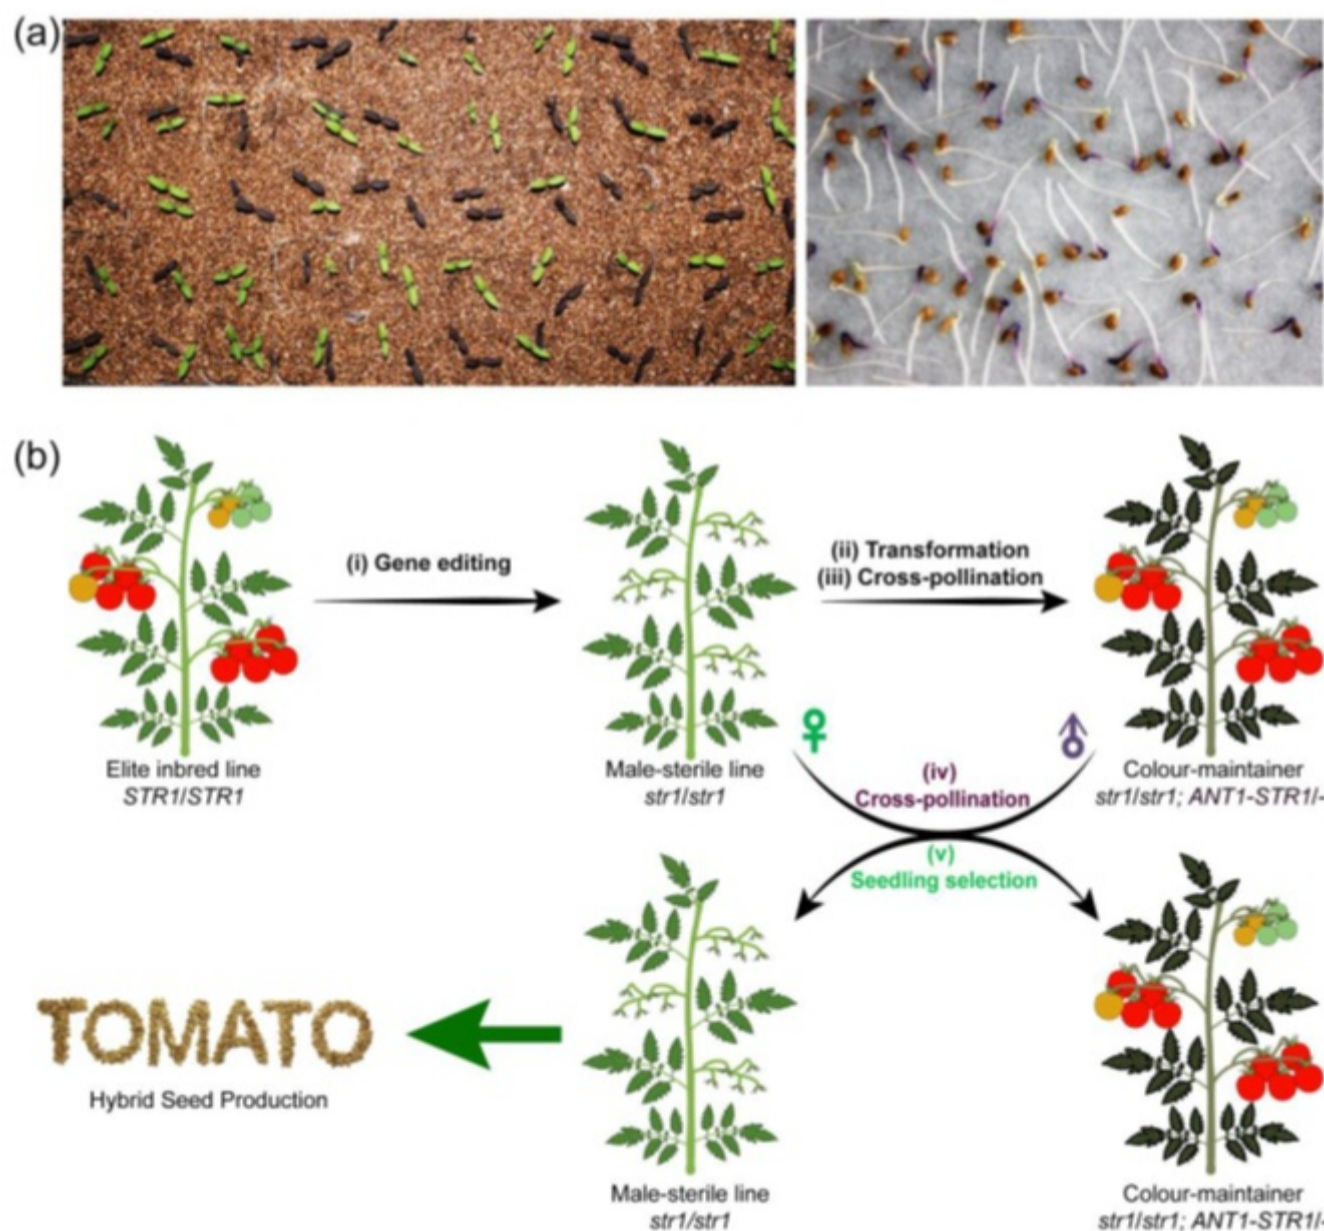 (a)
(b)
(i) Gene editing
(ii) Transformation
(iii) Cross-pollination
Elite inbred line
STR1/STR1
Male-sterile line
str1/str1
Colour-maintainer
str1/str1; ANT1-STR1/-
(iv)
Cross-pollination
(v)
Seedling selection
TOMATO
Hybrid Seed Production
Male-sterile line
str1/str1
Colour-maintainer
str1/str1; ANT1-STR1/-